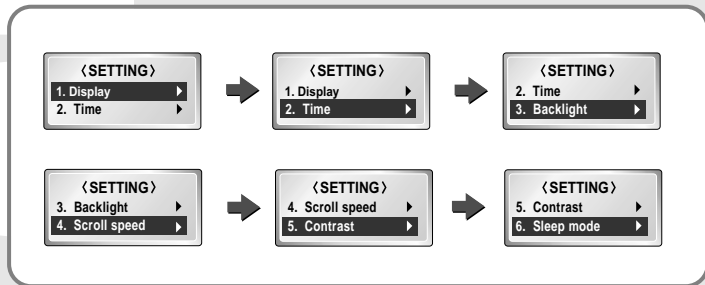 〈SETTING〉
1. Display
2. Time
〈SETTING〉
1. Display
2. Time
〈SETTING〉
2. Time
3. Backlight
〈SETTING〉
3. Backlight
4. Scroll speed
〈SETTING〉
4. Scroll speed
5. Contrast
〈SETTING〉
5. Contrast
6. Sleep mode